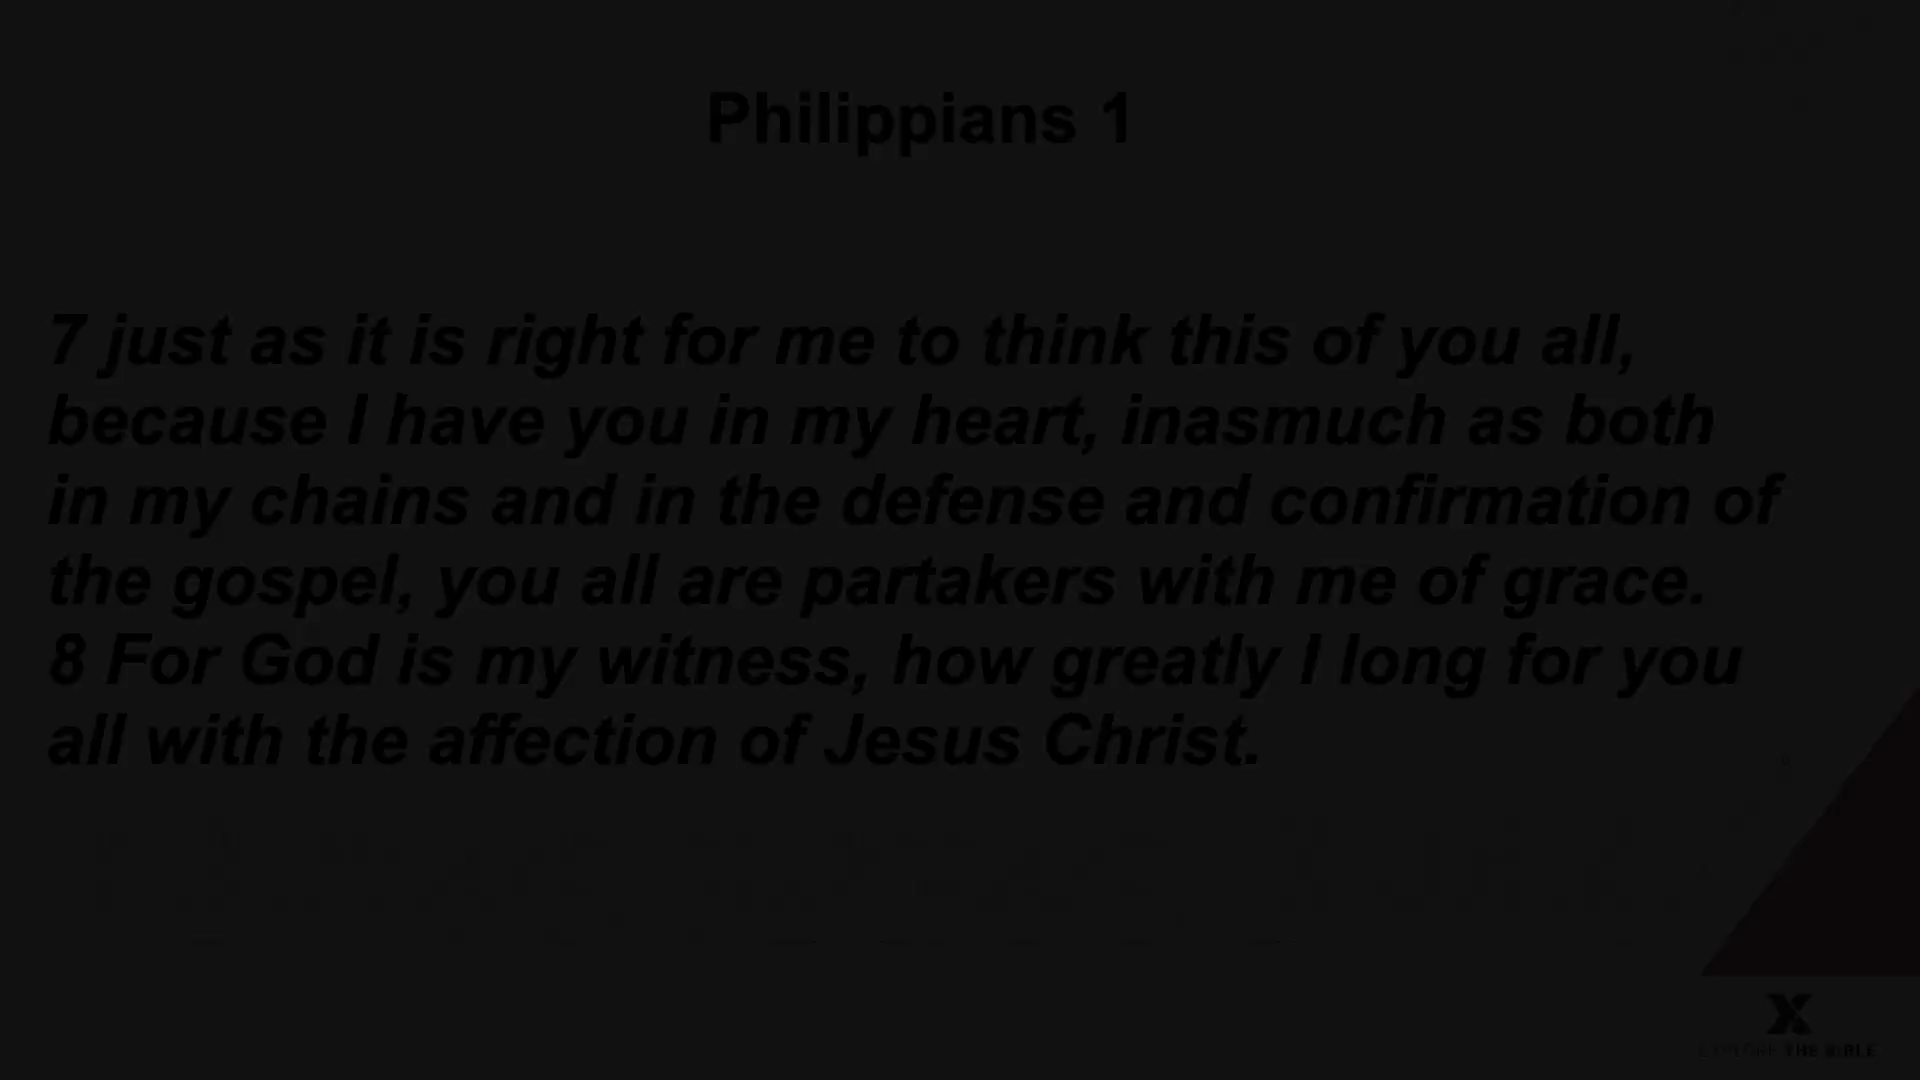 Philippians 1
7 just as it is right for me to think this of you all,
because I have you in my heart, inasmuch as both
in my chains and in the defense and confirmation of
the gospel, you all are partakers with me of grace.
8 For God is my witness, how greatly I long for you
all with the affection of Jesus Christ.
EXPLORE THE BIBLE